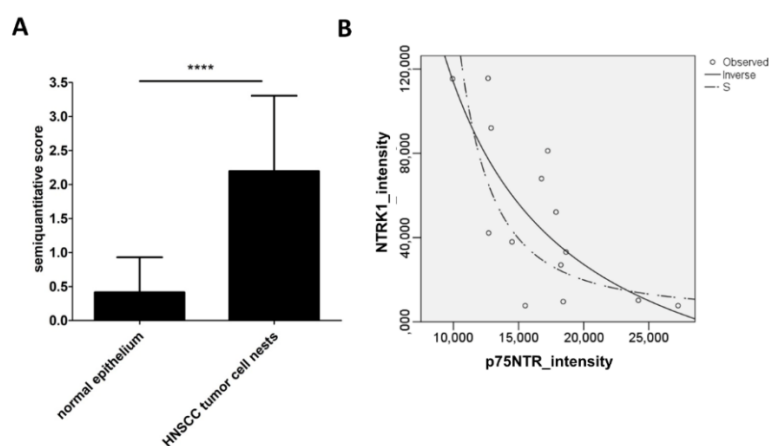 A
B
****
3.5
3.0
2.5
2.0
1.5
1.0
0.5
0.0
semiquantitative score
normal epithelium
HNSCC tumor cell nests
120,000
80,000
40,000
,000
NTRK1_intensity
10,000
15,000
20,000
25,000
p75NTR_intensity
Observed
Inverse
S